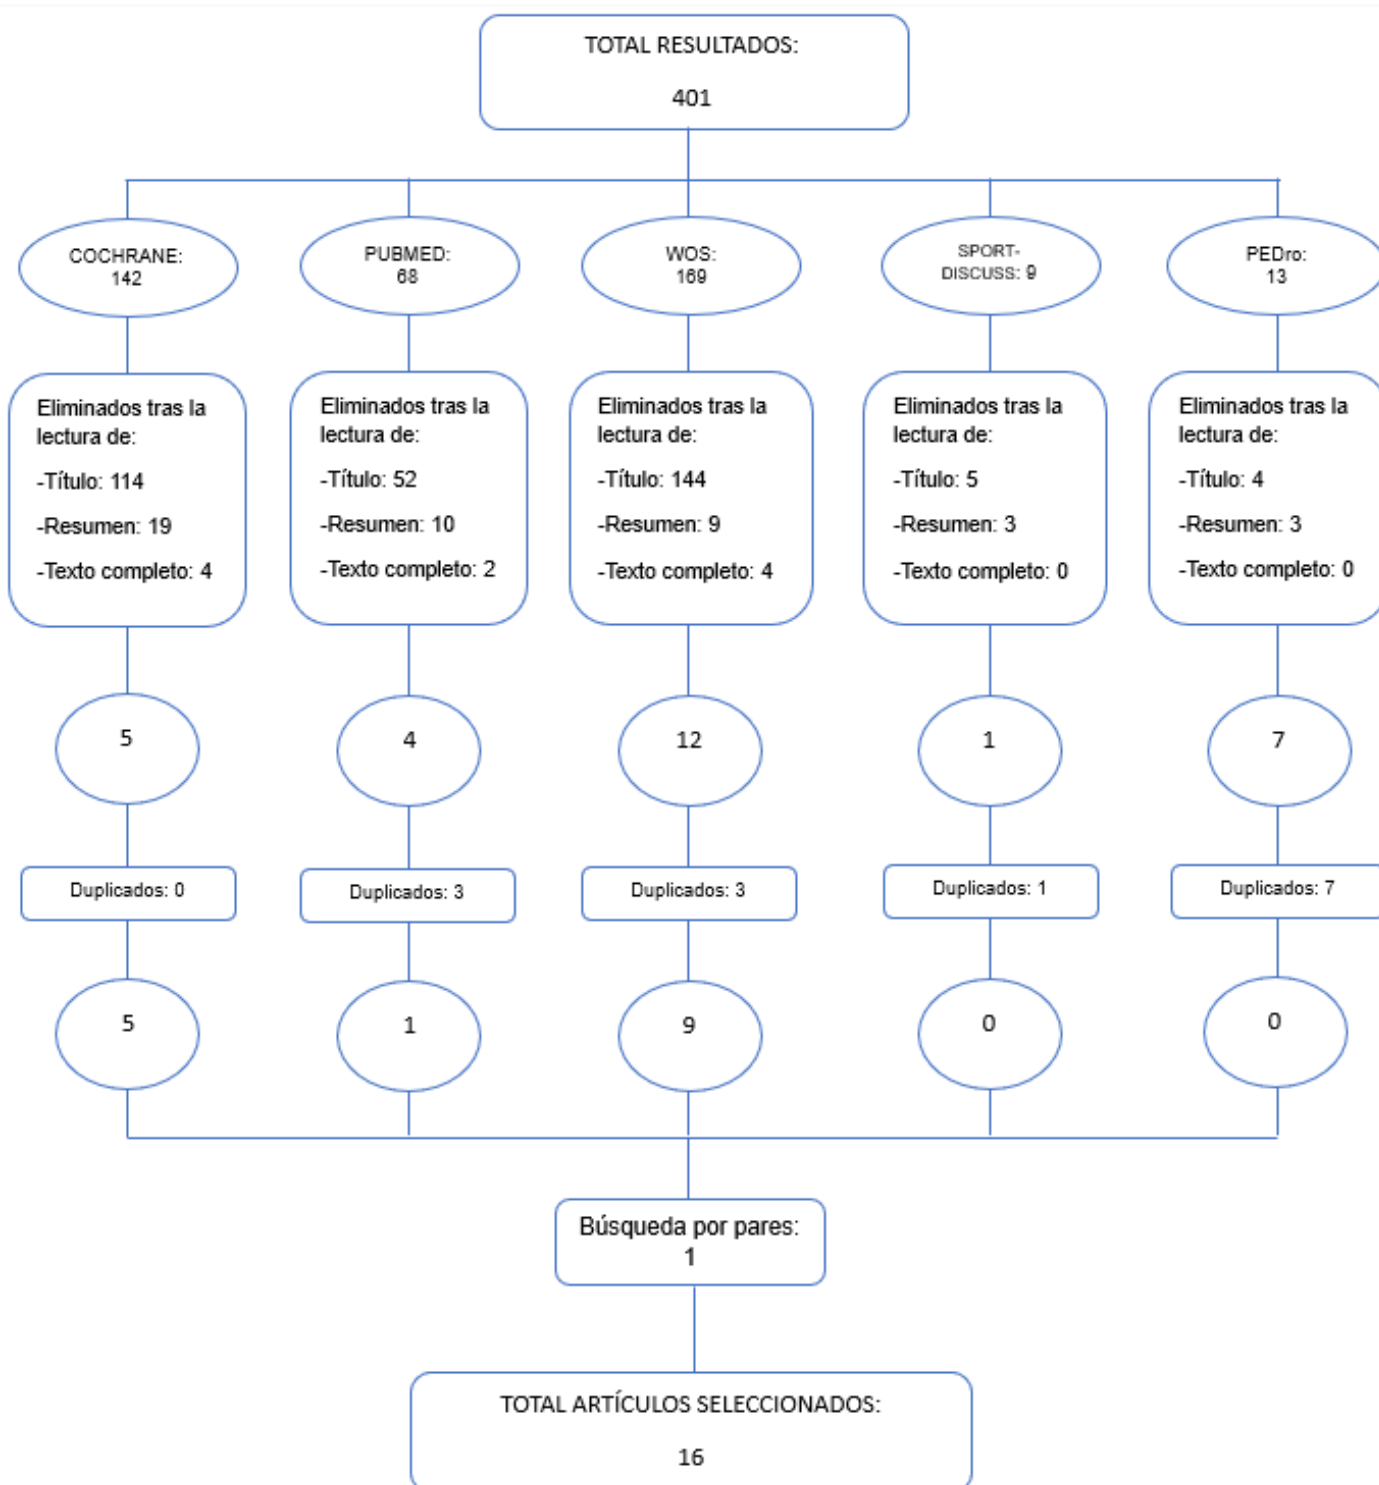 TOTAL RESULTADOS:
401
COCHRANE:
142
PUBMED:
68
WOS:
169
SPORT-
DISCUSS: 9
PEDro:
13
Eliminados tras la
lectura de:
-Título: 114
-Resumen: 19
-Texto completo: 4
Eliminados tras la
lectura de:
-Título: 52
-Resumen: 10
-Texto completo: 2
Eliminados tras la
lectura de:
-Título: 144
-Resumen: 9
-Texto completo: 4
Eliminados tras la
lectura de:
-Título: 5
-Resumen: 3
-Texto completo: 0
Eliminados tras la
lectura de:
-Título: 4
-Resumen: 3
-Texto completo: 0
5
4
12
1
7
Duplicados: 0
Duplicados: 3
Duplicados: 3
Duplicados: 1
Duplicados: 7
5
1
9
0
0
Búsqueda por pares:
1
TOTAL ARTÍCULOS SELECCIONADOS:
16